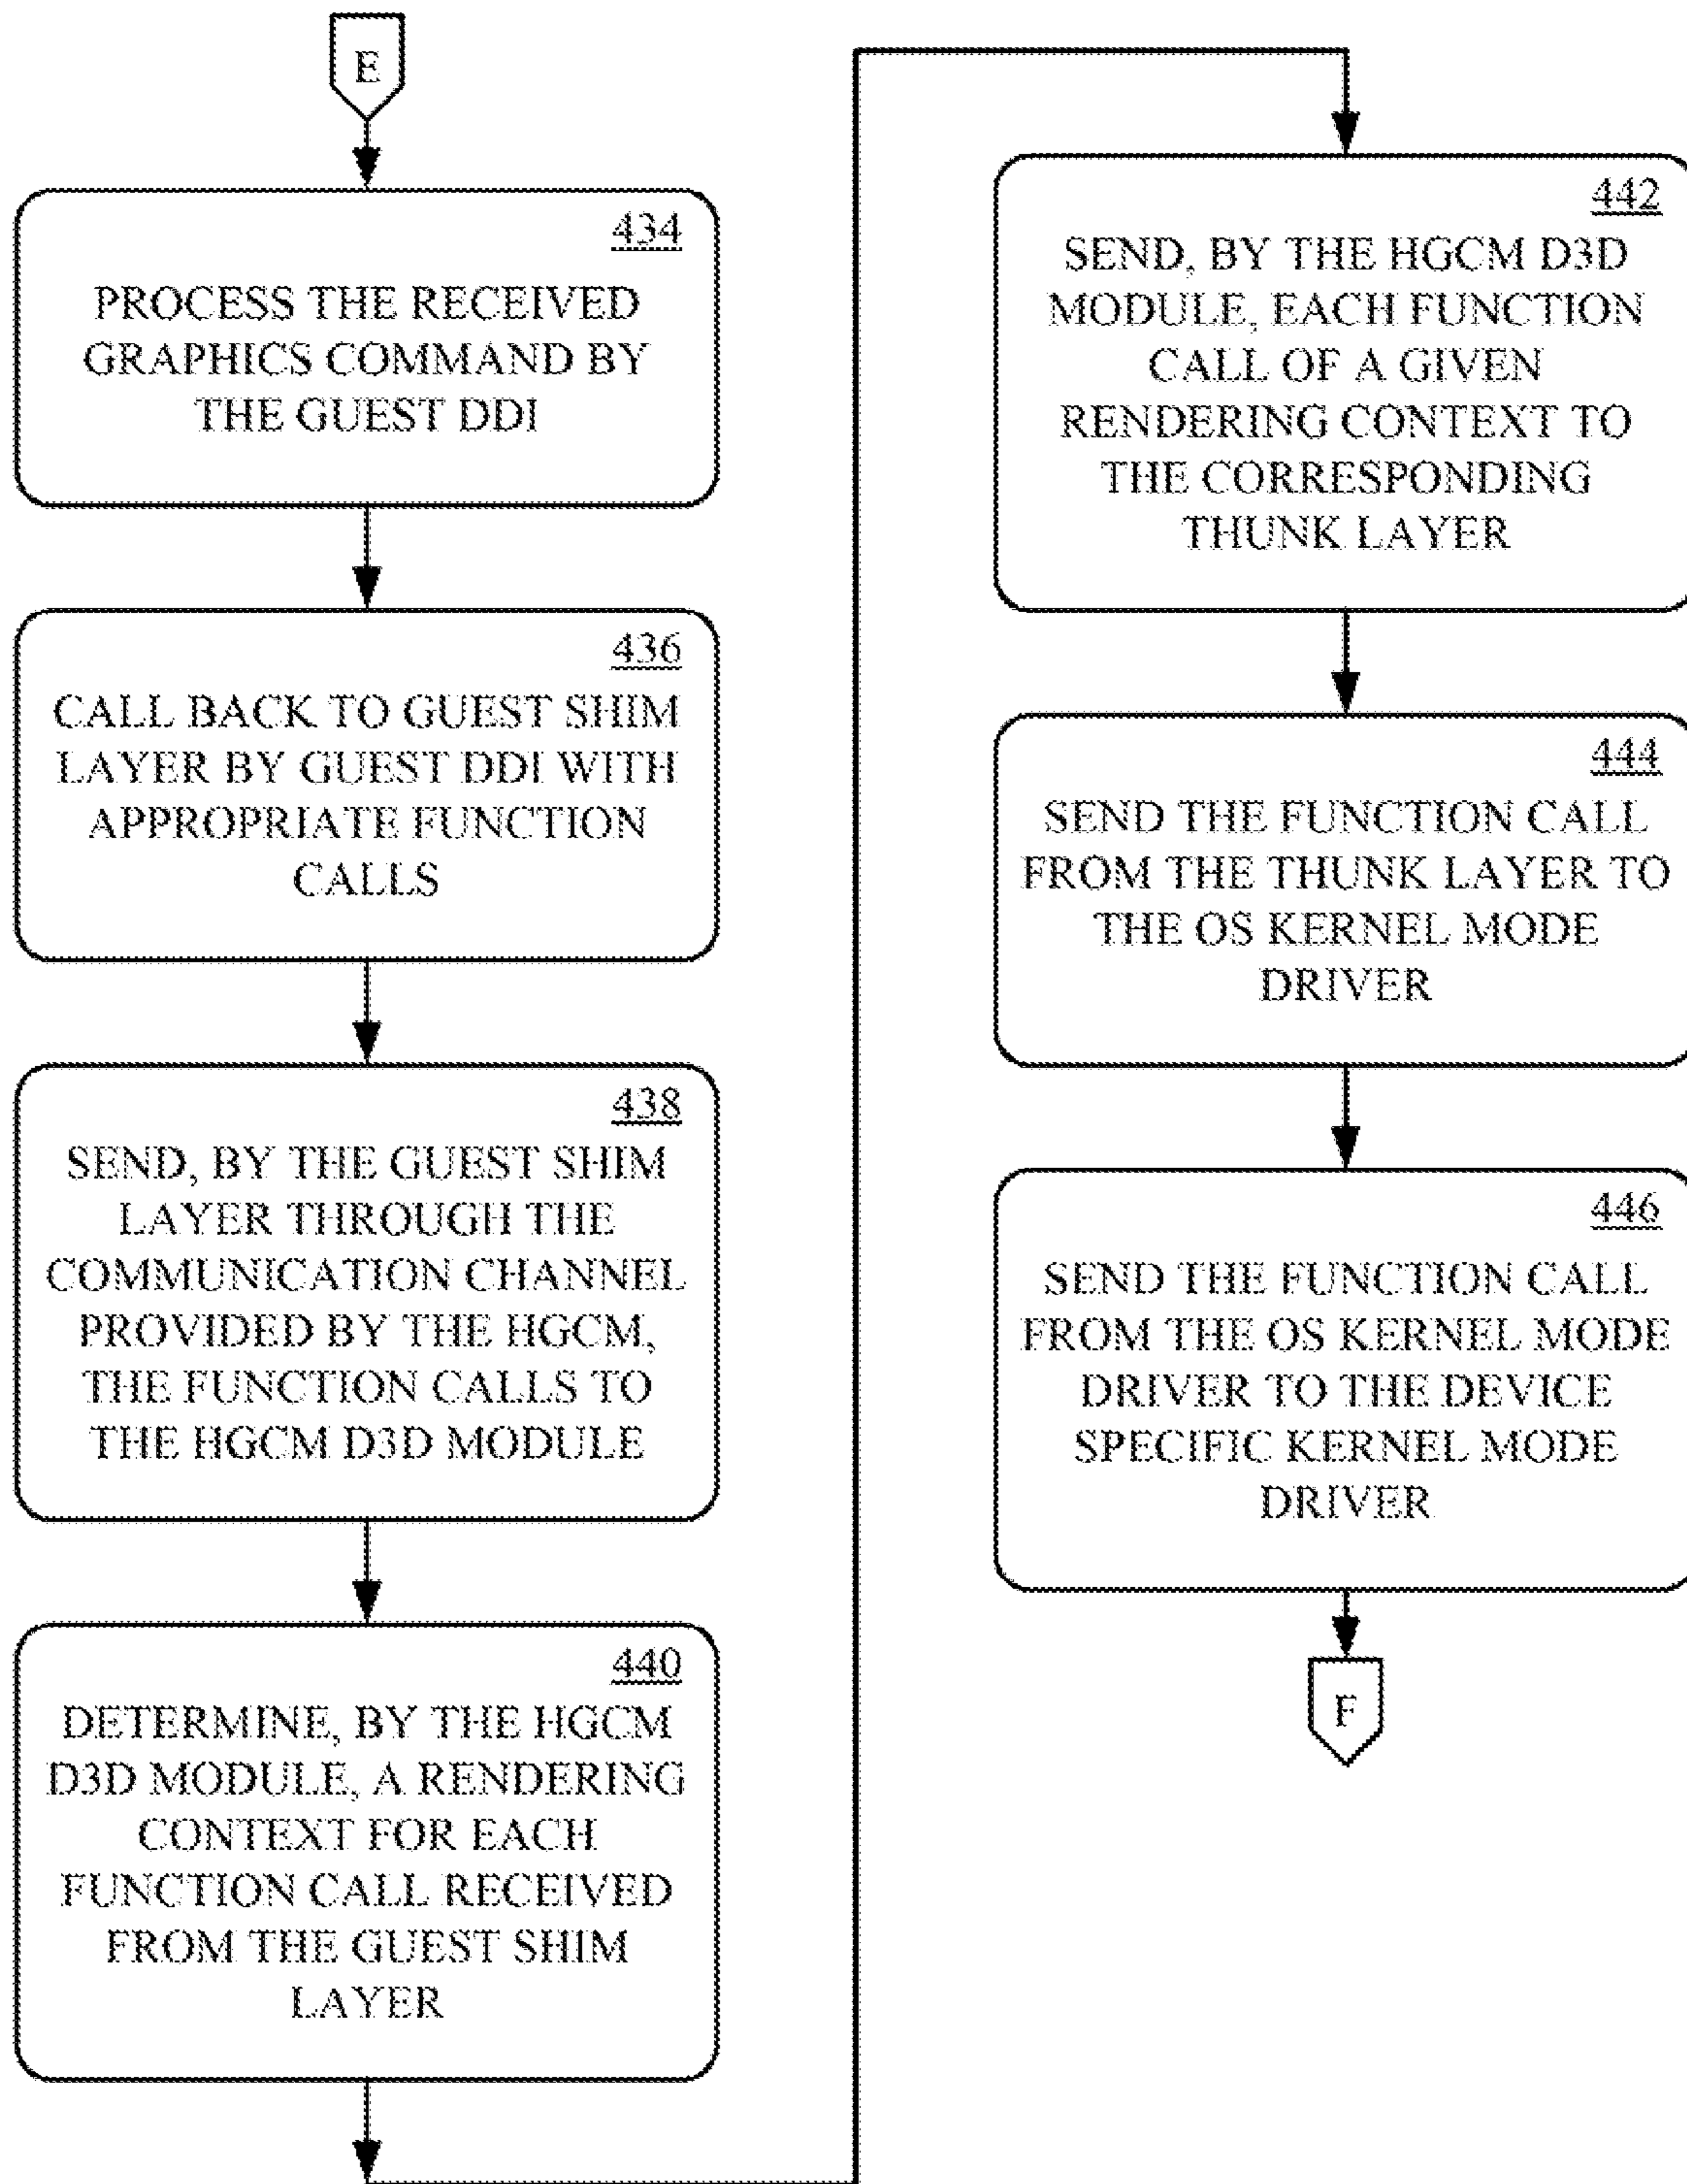 E
434
PROCESS THE RECEIVED
GRAPHICS COMMAND BY
THE GUEST DDI
436
CALL BACK TO GUEST SHIM
LAYER BY GUEST DDI WITH
APPROPRIATE FUNCTION
CALLS
438
SEND, BY THE GUEST SHIM
LAYER THROUGH THE
COMMUNICATION CHANNEL
PROVIDED BY THE HGCM,
THE FUNCTION CALLS TO
THE HGCM D3D MODULE
440
DETERMINE, BY THE HGCM
D3D MODULE, A RENDERING
CONTEXT FOR EACH
FUNCTION CALL RECEIVED
FROM THE GUEST SHIM
LAYER
442
SEND, BY THE HGCM D3D
MODULE, EACH FUNCTION
CALL OF A GIVEN
RENDERING CONTEXT TO
THE CORRESPONDING
THUNK LAYER
444
SEND THE FUNCTION CALL
FROM THE THUNK LAYER TO
THE OS KERNEL MODE
DRIVER
446
SEND THE FUNCTION CALL
FROM THE OS KERNEL MODE
DRIVER TO THE DEVICE
SPECIFIC KERNEL MODE
DRIVER
F